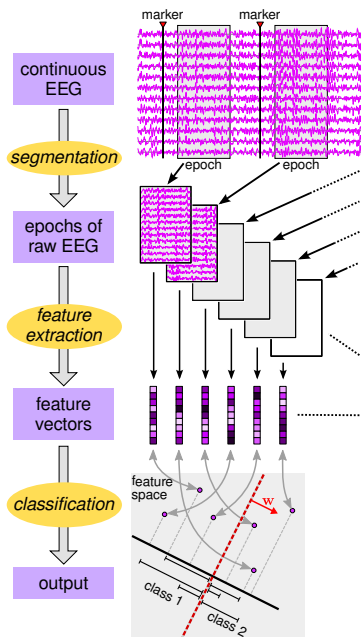 marker
marker
continuous
EEG
segmentation
epoch
epoch
epochs of
raw EEG
feature
extraction
feature
vectors
feature
space
w
classification
class 1
class 2
output